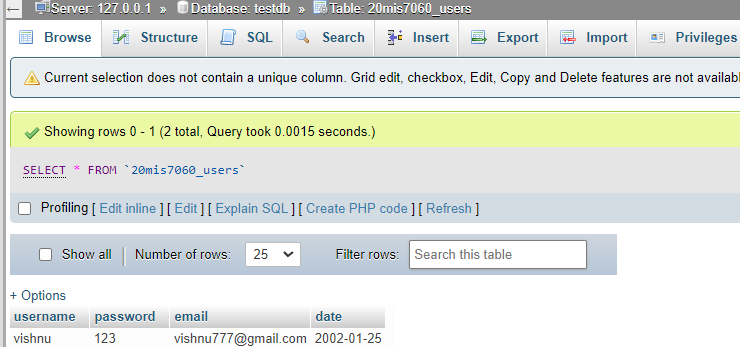 Server: 127.0.0.1 » Database: testdb » Table: 20mis7060_users
Browse Structure SQL Search Insert Export Import Privileges
Current selection does not contain a unique column. Grid edit, checkbox, Edit, Copy and Delete features are not availabl
Showing rows 0 - 1 (2 total, Query took 0.0015 seconds.)
SELECT * FROM `20mis7060_users`
Profiling [ Edit inline ] [ Edit ] [ Explain SQL ] [ Create PHP code ] [ Refresh ]
Show all Number of rows: 25 Filter rows: Search this table
+ Options
username password email date
vishnu 123 vishnu777@gmail.com 2002-01-25